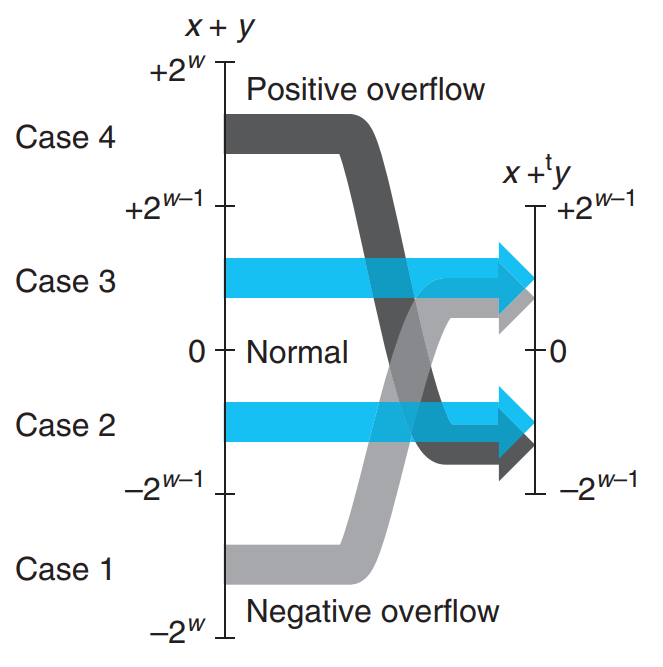 x + y
+2^w
Positive overflow
Case 4
x +^t y
+2^{w–1}
+2^{w–1}
Case 3
0
Normal
0
Case 2
–2^{w–1}
–2^{w–1}
Case 1
Negative overflow
–2^w